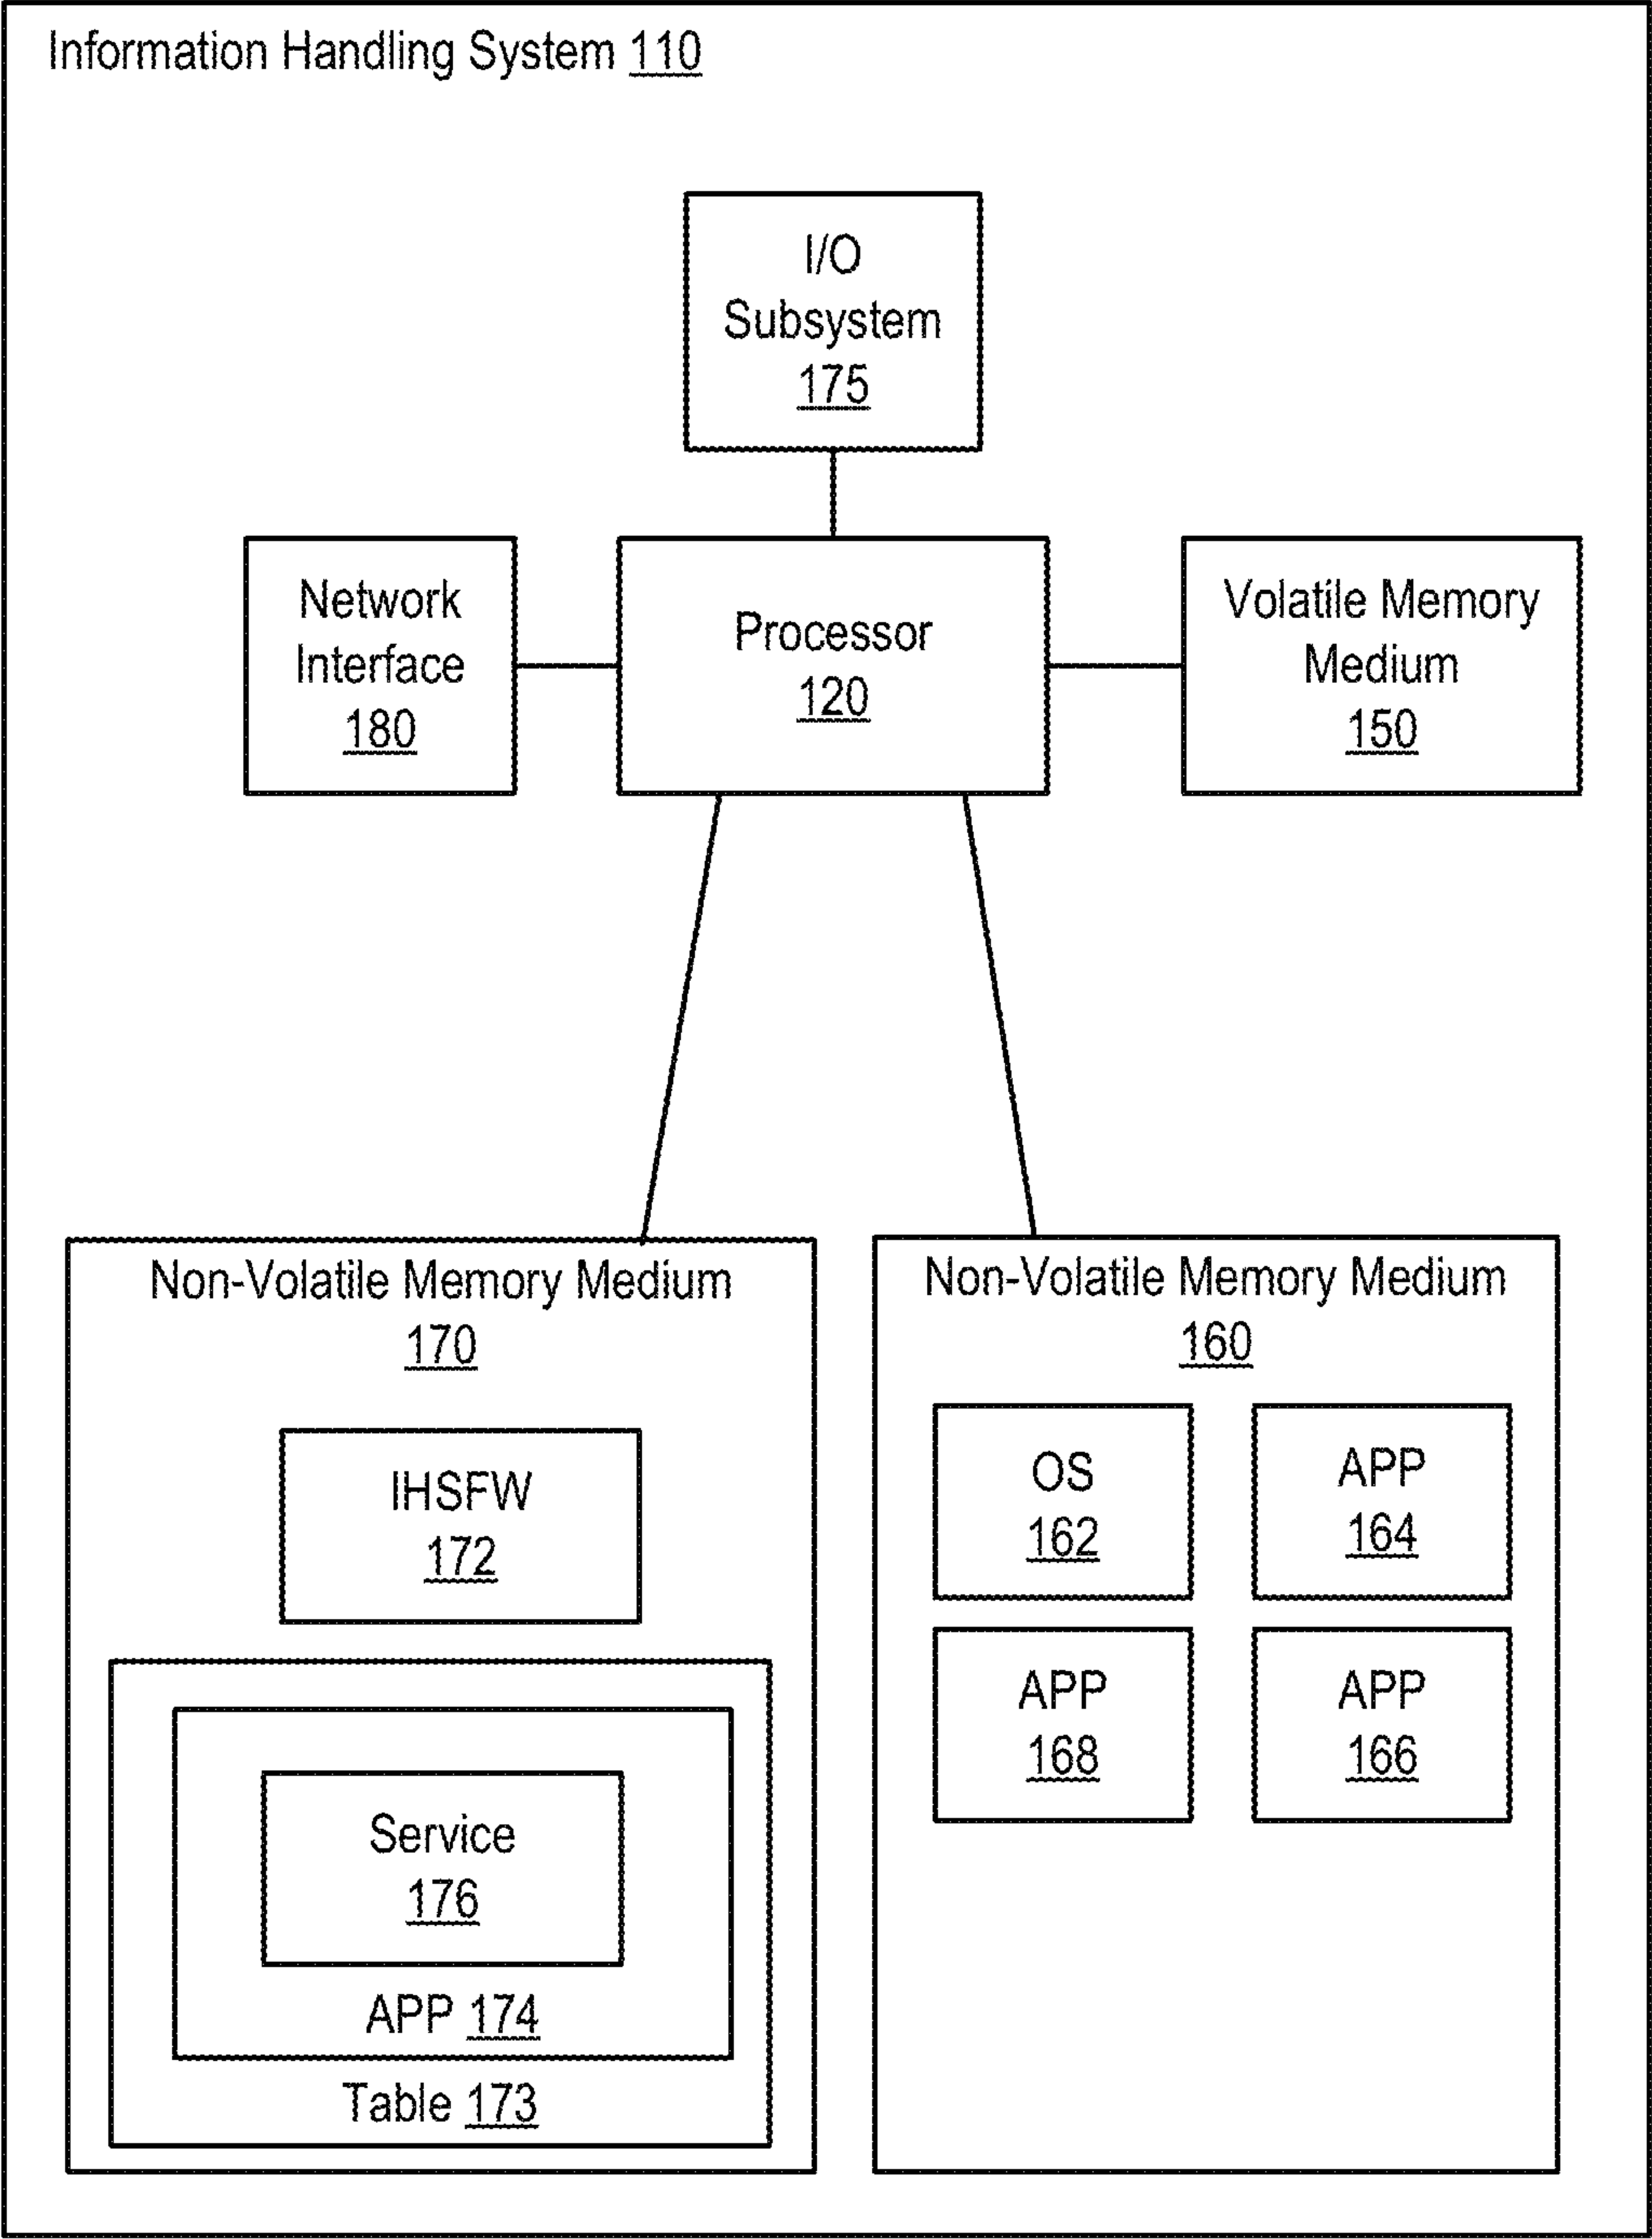 Information Handling System 110
I/O
Subsystem
175
Network
Interface
180
Processor
120
Volatile Memory
Medium
150
Non-Volatile Memory Medium
170
IHSFW
172
Service
176
APP 174
Table 173
Non-Volatile Memory Medium
160
OS
162
APP
164
APP
168
APP
166